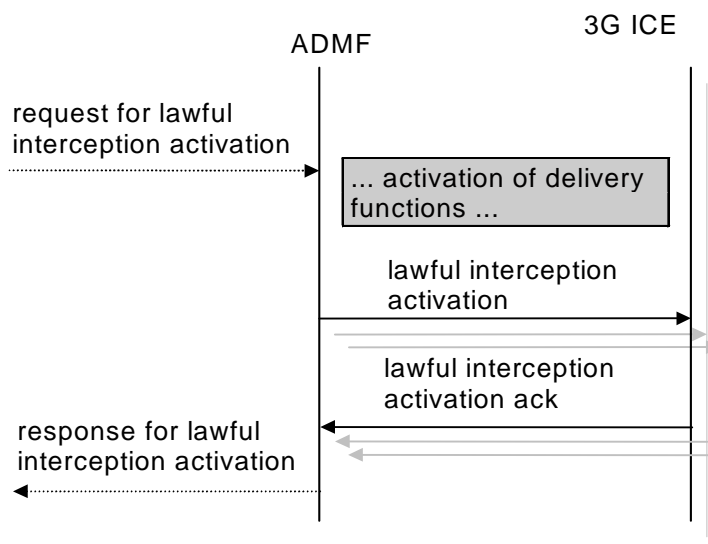 3G ICE
ADMF
request for lawful
interception activation
... activation of delivery
functions ...
lawful interception
activation
lawful interception
activation ack
response for lawful
interception activation